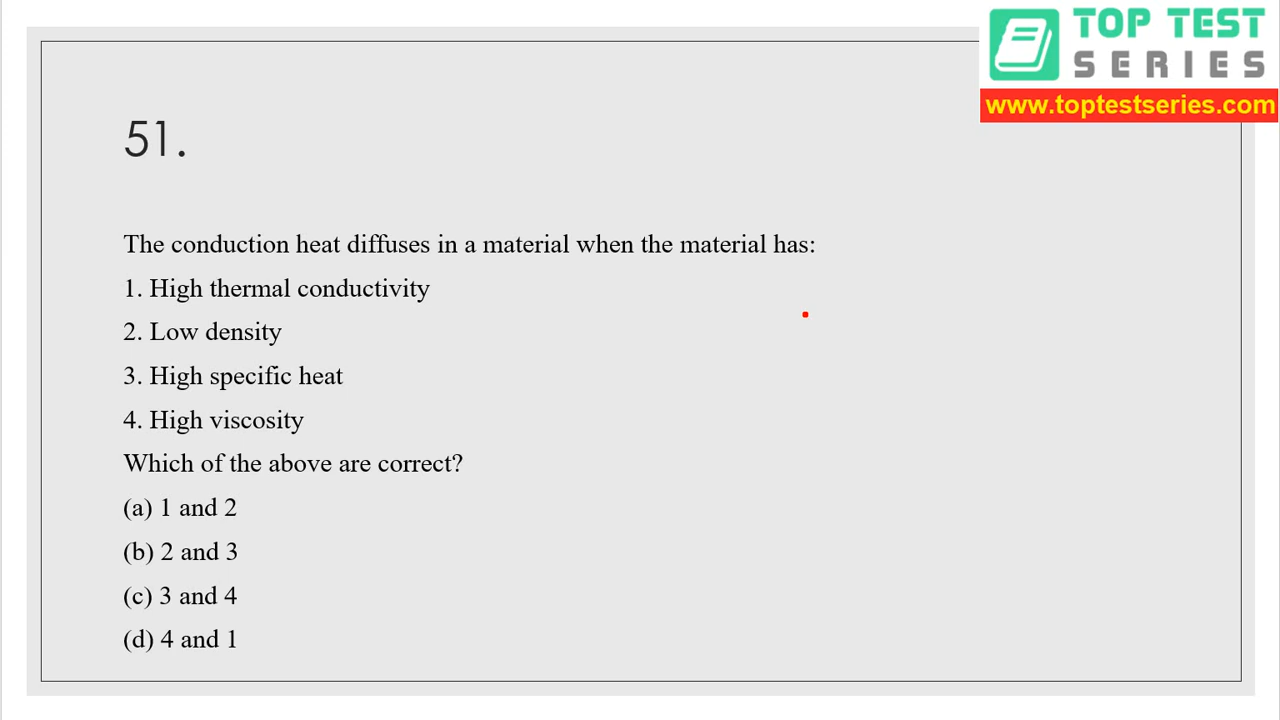 TOP TEST
SERIES
www.toptestseries.com
51.
The conduction heat diffuses in a material when the material has:
1. High thermal conductivity
2. Low density
3. High specific heat
4. High viscosity
Which of the above are correct?
(a) 1 and 2
(b) 2 and 3
(c) 3 and 4
(d) 4 and 1